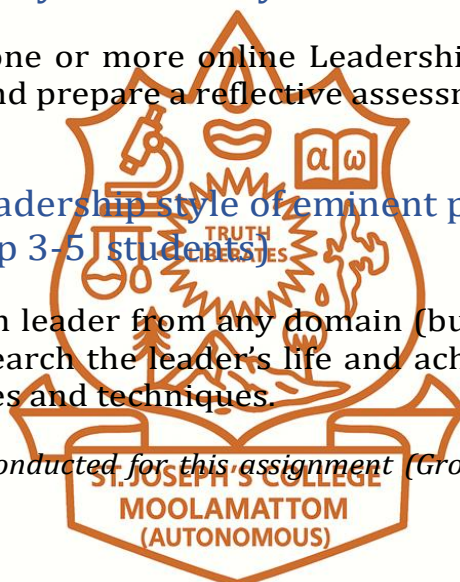 one or more online Leadershi
nd prepare a reflective assessm
adership style of eminent p
p 3-5 students)
TRUTH
LIBERATES
α ω
n leader from any domain (bu
earch the leader's life and ach
es and techniques.
onducted for this assignment (Gro
ST. JOSEPH'S COLLEGE
MOOLAMATTOM
(AUTONOMOUS)